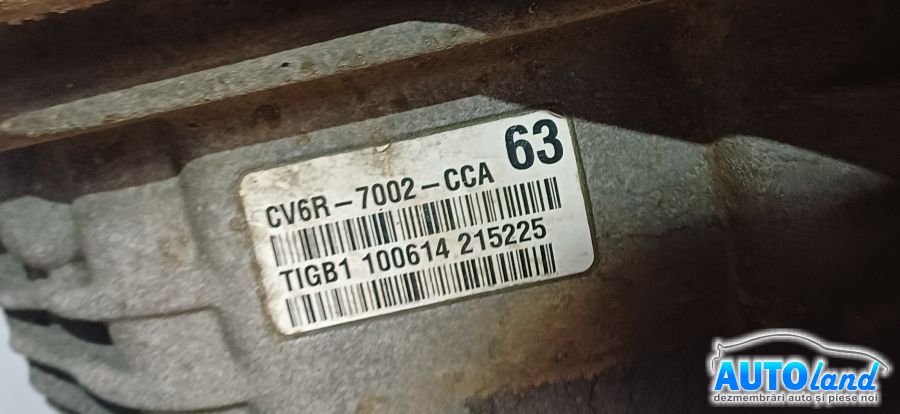 63
CV6R-7002-CCA
TIGB1 100614 215225
AUTOland
dezmembrări auto și piese noi